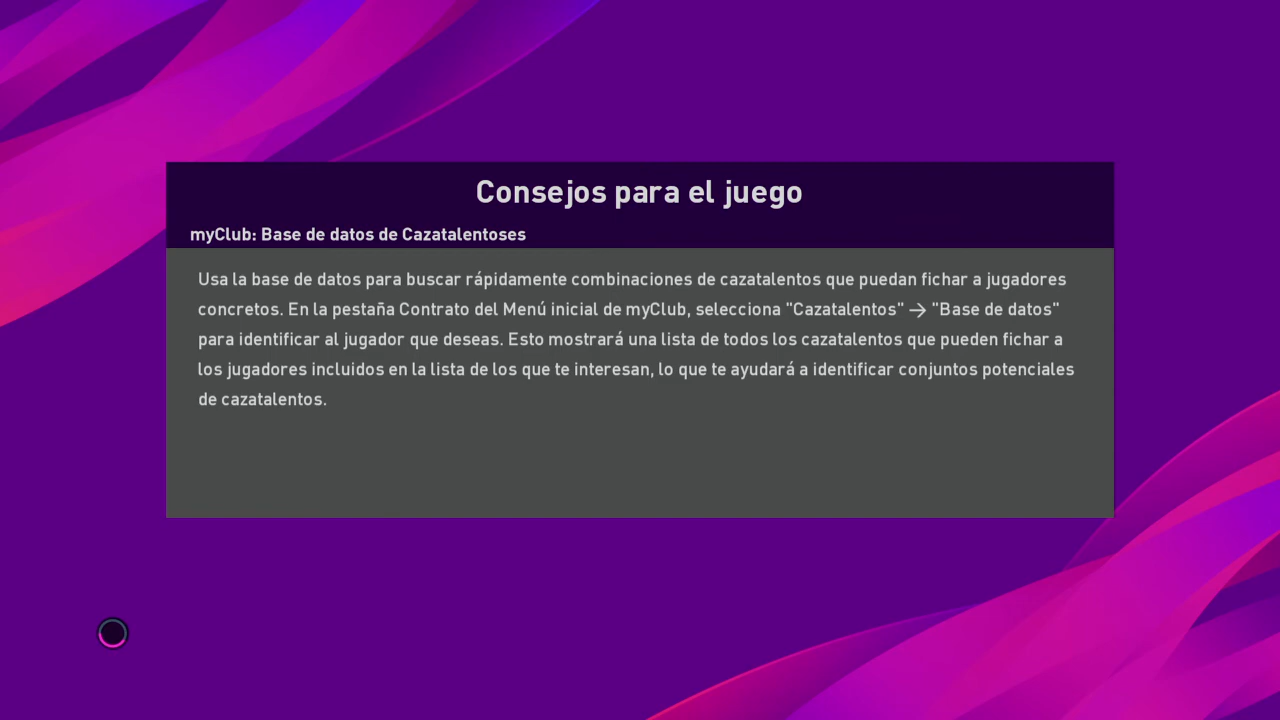 Consejos para el juego
myClub: Base de datos de Cazatalentoses
Usa la base de datos para buscar rápidamente combinaciones de cazatalentos que puedan fichar a jugadores
concretos. En la pestaña Contrato del Menú inicial de myClub, selecciona "Cazatalentos" → "Base de datos"
para identificar al jugador que deseas. Esto mostrará una lista de todos los cazatalentos que pueden fichar a
los jugadores incluidos en la lista de los que te interesan, lo que te ayudará a identificar conjuntos potenciales
de cazatalentos.